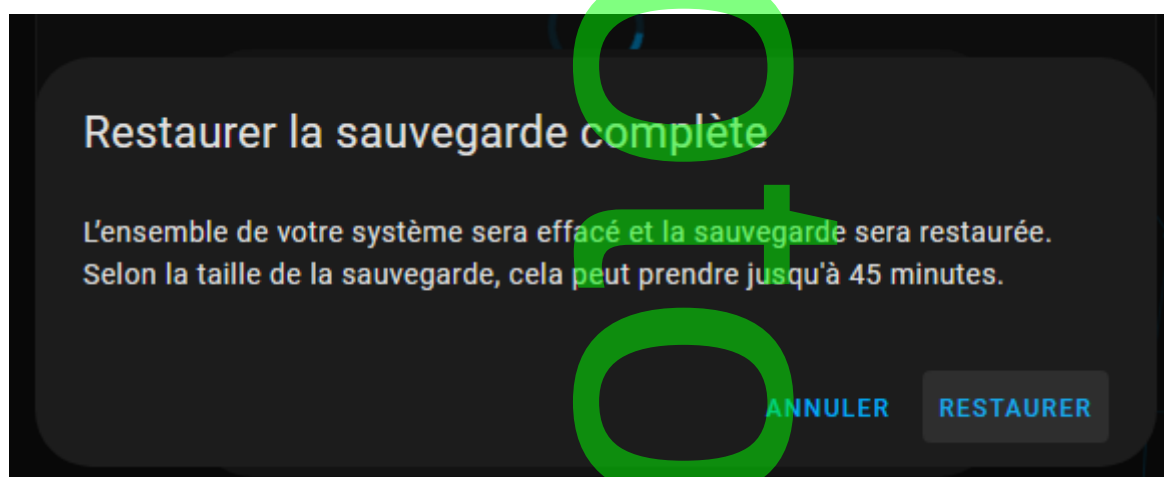 Restaurer la sauvegarde complète
L'ensemble de votre système sera effacé et la sauvegarde sera restaurée.
Selon la taille de la sauvegarde, cela peut prendre jusqu'à 45 minutes.
ANNULER RESTAURER
010